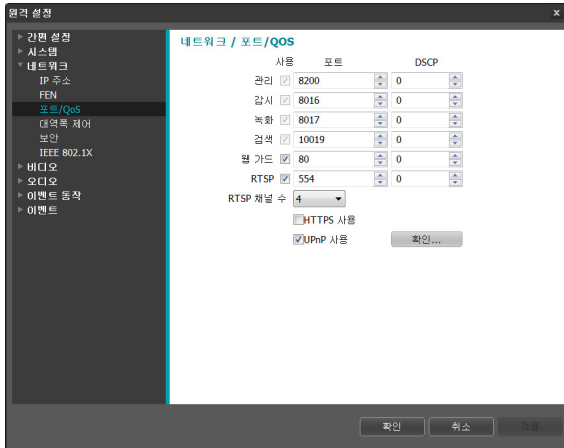 원격 설정
x
간편 설정
시스템
네트워크
IP 주소
FEN
포트/QoS
대역폭 제어
보안
IEEE 802.1X
비디오
오디오
이벤트 동작
이벤트
네트워크 / 포트/QOS
사용 포트 DSCP
관리 8200 0
감시 8016 0
녹화 8017 0
검색 10019 0
웹 가드 80 0
RTSP 554 0
RTSP 채널 수 4
HTTPS 사용
UPnP 사용 확인...
확인 취소 적용